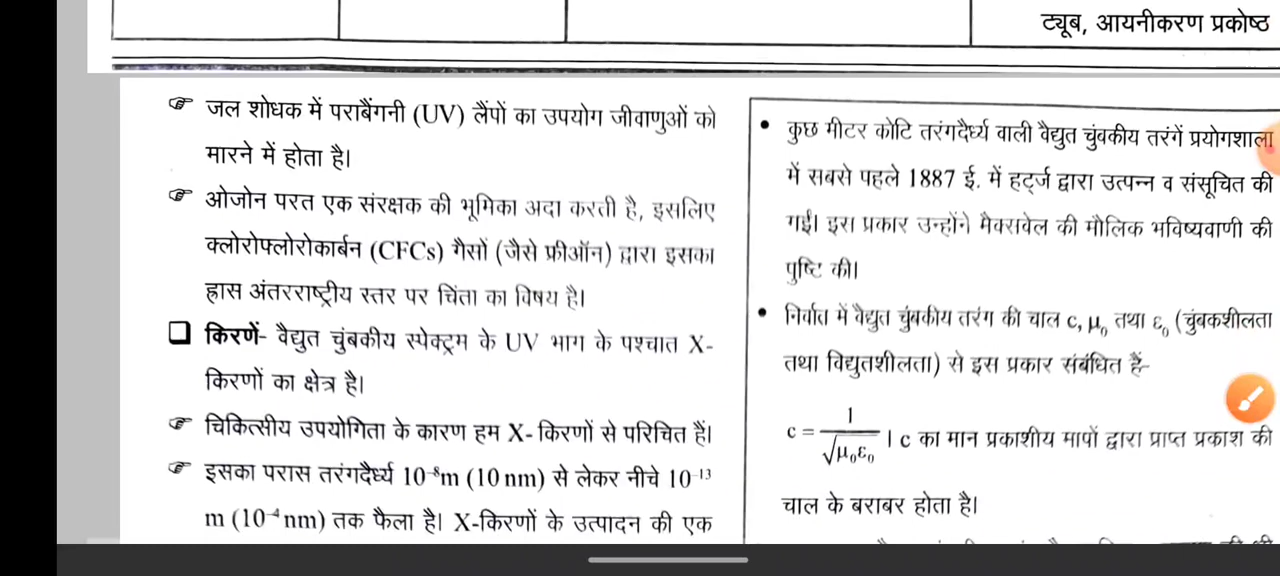 ट्यूब, आयनीकरण प्रकोष्ठ
☞ जल शोधक में पराबैंगनी (UV) लैंपों का उपयोग जीवाणुओं को
मारने में होता है।
☞ ओजोन परत एक संरक्षक की भूमिका अदा करती है, इसलिए
क्लोरोफ्लोरोकार्बन (CFCs) गैसों (जैसे फ्रीऑन) द्वारा इसका
ह्रास अंतरराष्ट्रीय स्तर पर चिंता का विषय है।
❑ किरणें- वैद्युत चुंबकीय स्पेक्ट्रम के UV भाग के पश्चात X-
किरणों का क्षेत्र है।
☞ चिकित्सीय उपयोगिता के कारण हम X- किरणों से परिचित हैं।
☞ इसका परास तरंगदैर्ध्य 10⁻⁸m (10 nm) से लेकर नीचे 10⁻¹³
m (10⁻⁴nm) तक फैला है। X-किरणों के उत्पादन की एक
• कुछ मीटर कोटि तरंगदैर्ध्य वाली वैद्युत चुंबकीय तरंगें प्रयोगशाला
में सबसे पहले 1887 ई. में हर्ट्ज द्वारा उत्पन्न व संसूचित की
गईं। इस प्रकार उन्होंने मैक्सवेल की मौलिक भविष्यवाणी की
पुष्टि की।
• निर्वात में वैद्युत चुंबकीय तरंग की चाल c, μ₀ तथा ε₀ (चुंबकशीलता
तथा विद्युतशीलता) से इस प्रकार संबंधित हैं-
c = 1/√μ₀ε₀ । c का मान प्रकाशीय मापों द्वारा प्राप्त प्रकाश की
चाल के बराबर होता है।